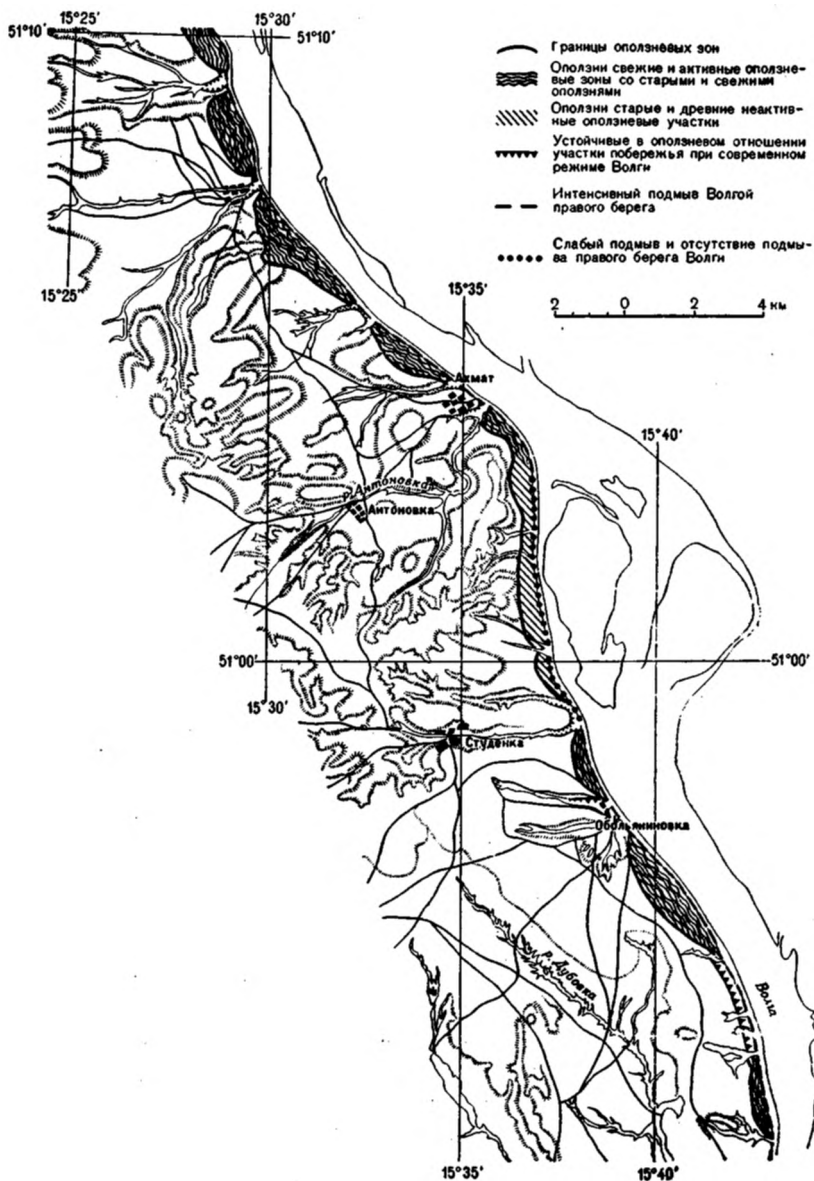 15°25'
15°30'
51°10'
51°10'
Границы оползневых зон
Оползни свежие и активные оползне-
вые зоны со старыми и свежими
оползнями
Оползни старые и древние неактив-
ные оползневые участки
Устойчивые в оползневом отношении
участки побережья при современном
режиме Волги
Интенсивный подмыв Волгой
правого берега
Слабый подмыв и отсутствие подмы-
ва правого берега Волги
2 0 2 4 км
15°25'
15°35'
Ахмат
15°40'
р. Антоновка
Антоновка
51°00'
51°00'
15°30'
Студенка
Обольяниновка
р. Дубовка
Волга
15°35'
15°40'